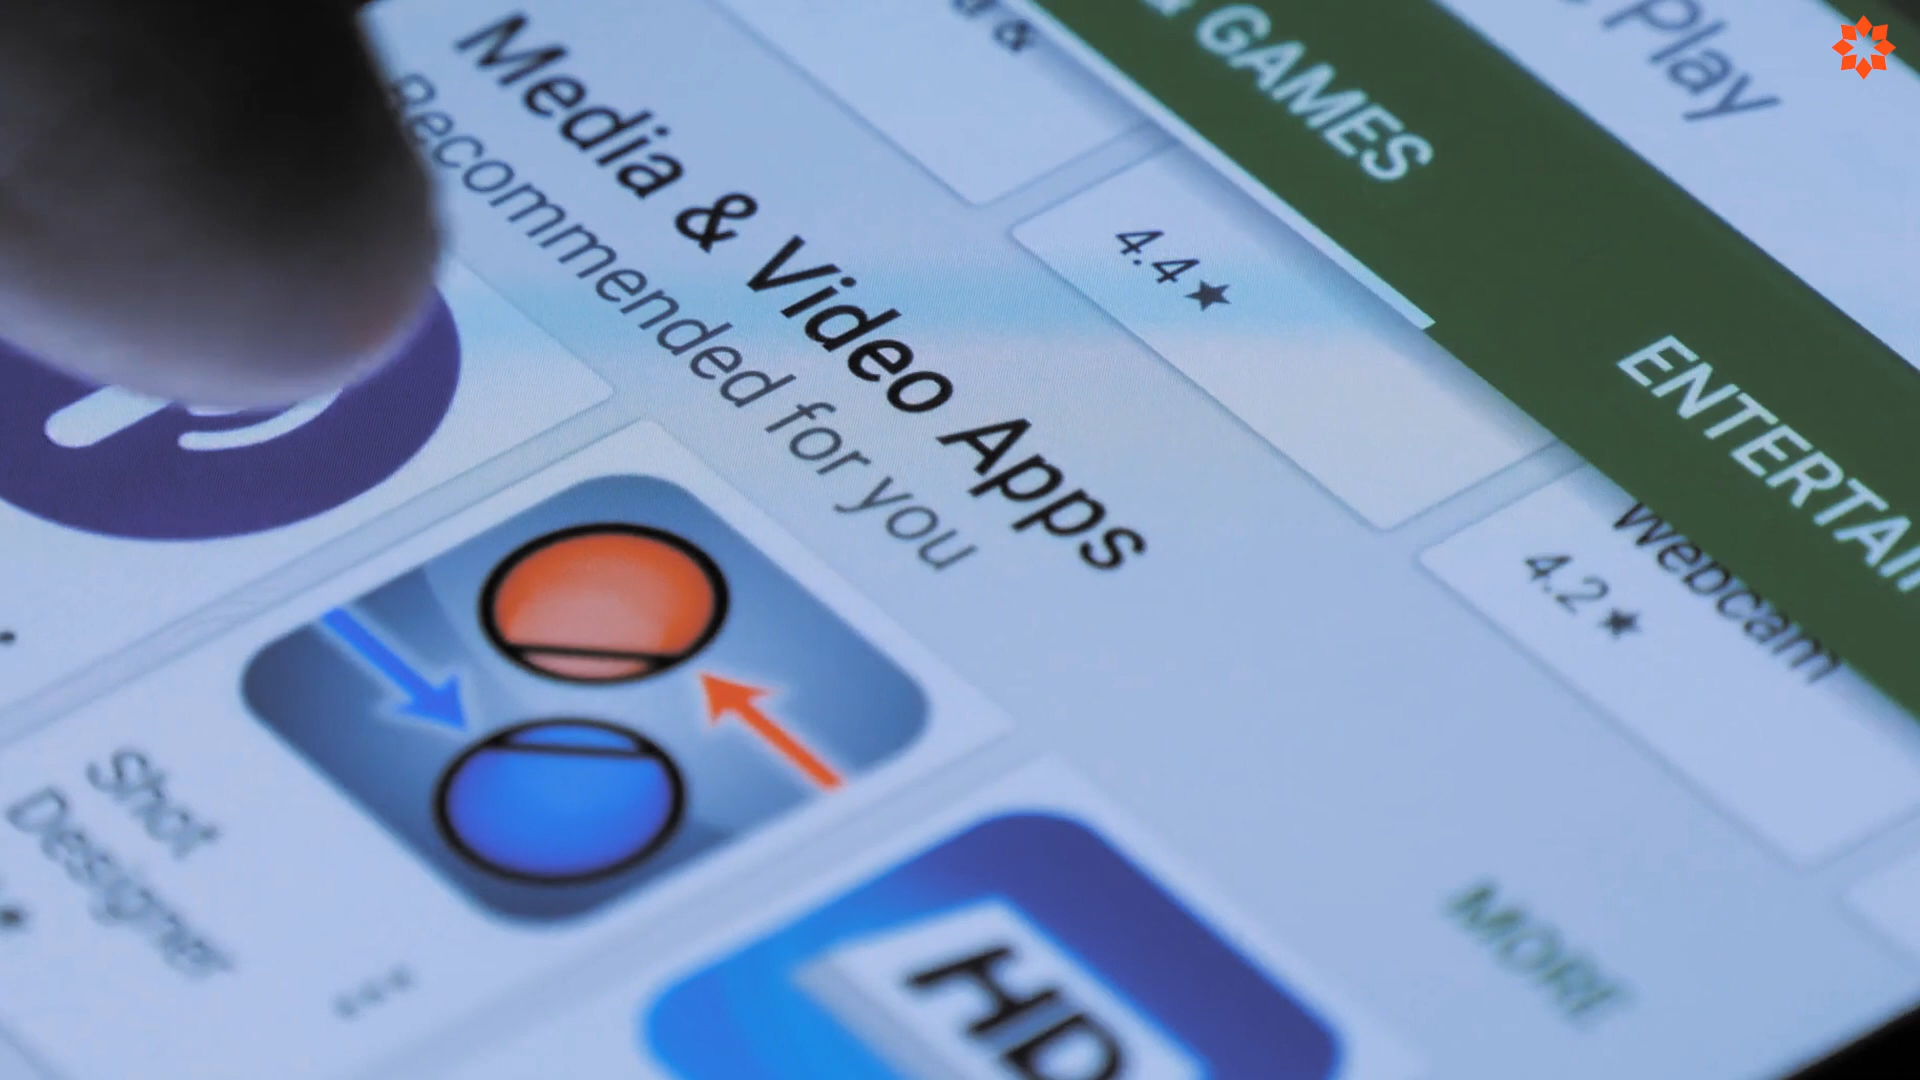 Play
& GAMES
ENTERTAI
&
4.4★
webcam
4.2★
Media & Video Apps
Recommended for you
MORE
Shot
Designer
HD